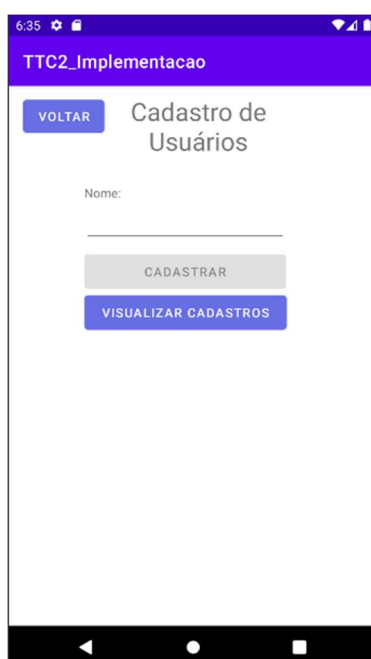 6:35
TTC2_Implementacao
VOLTAR
Cadastro de
Usuários
Nome:
CADASTRAR
VISUALIZAR CADASTROS